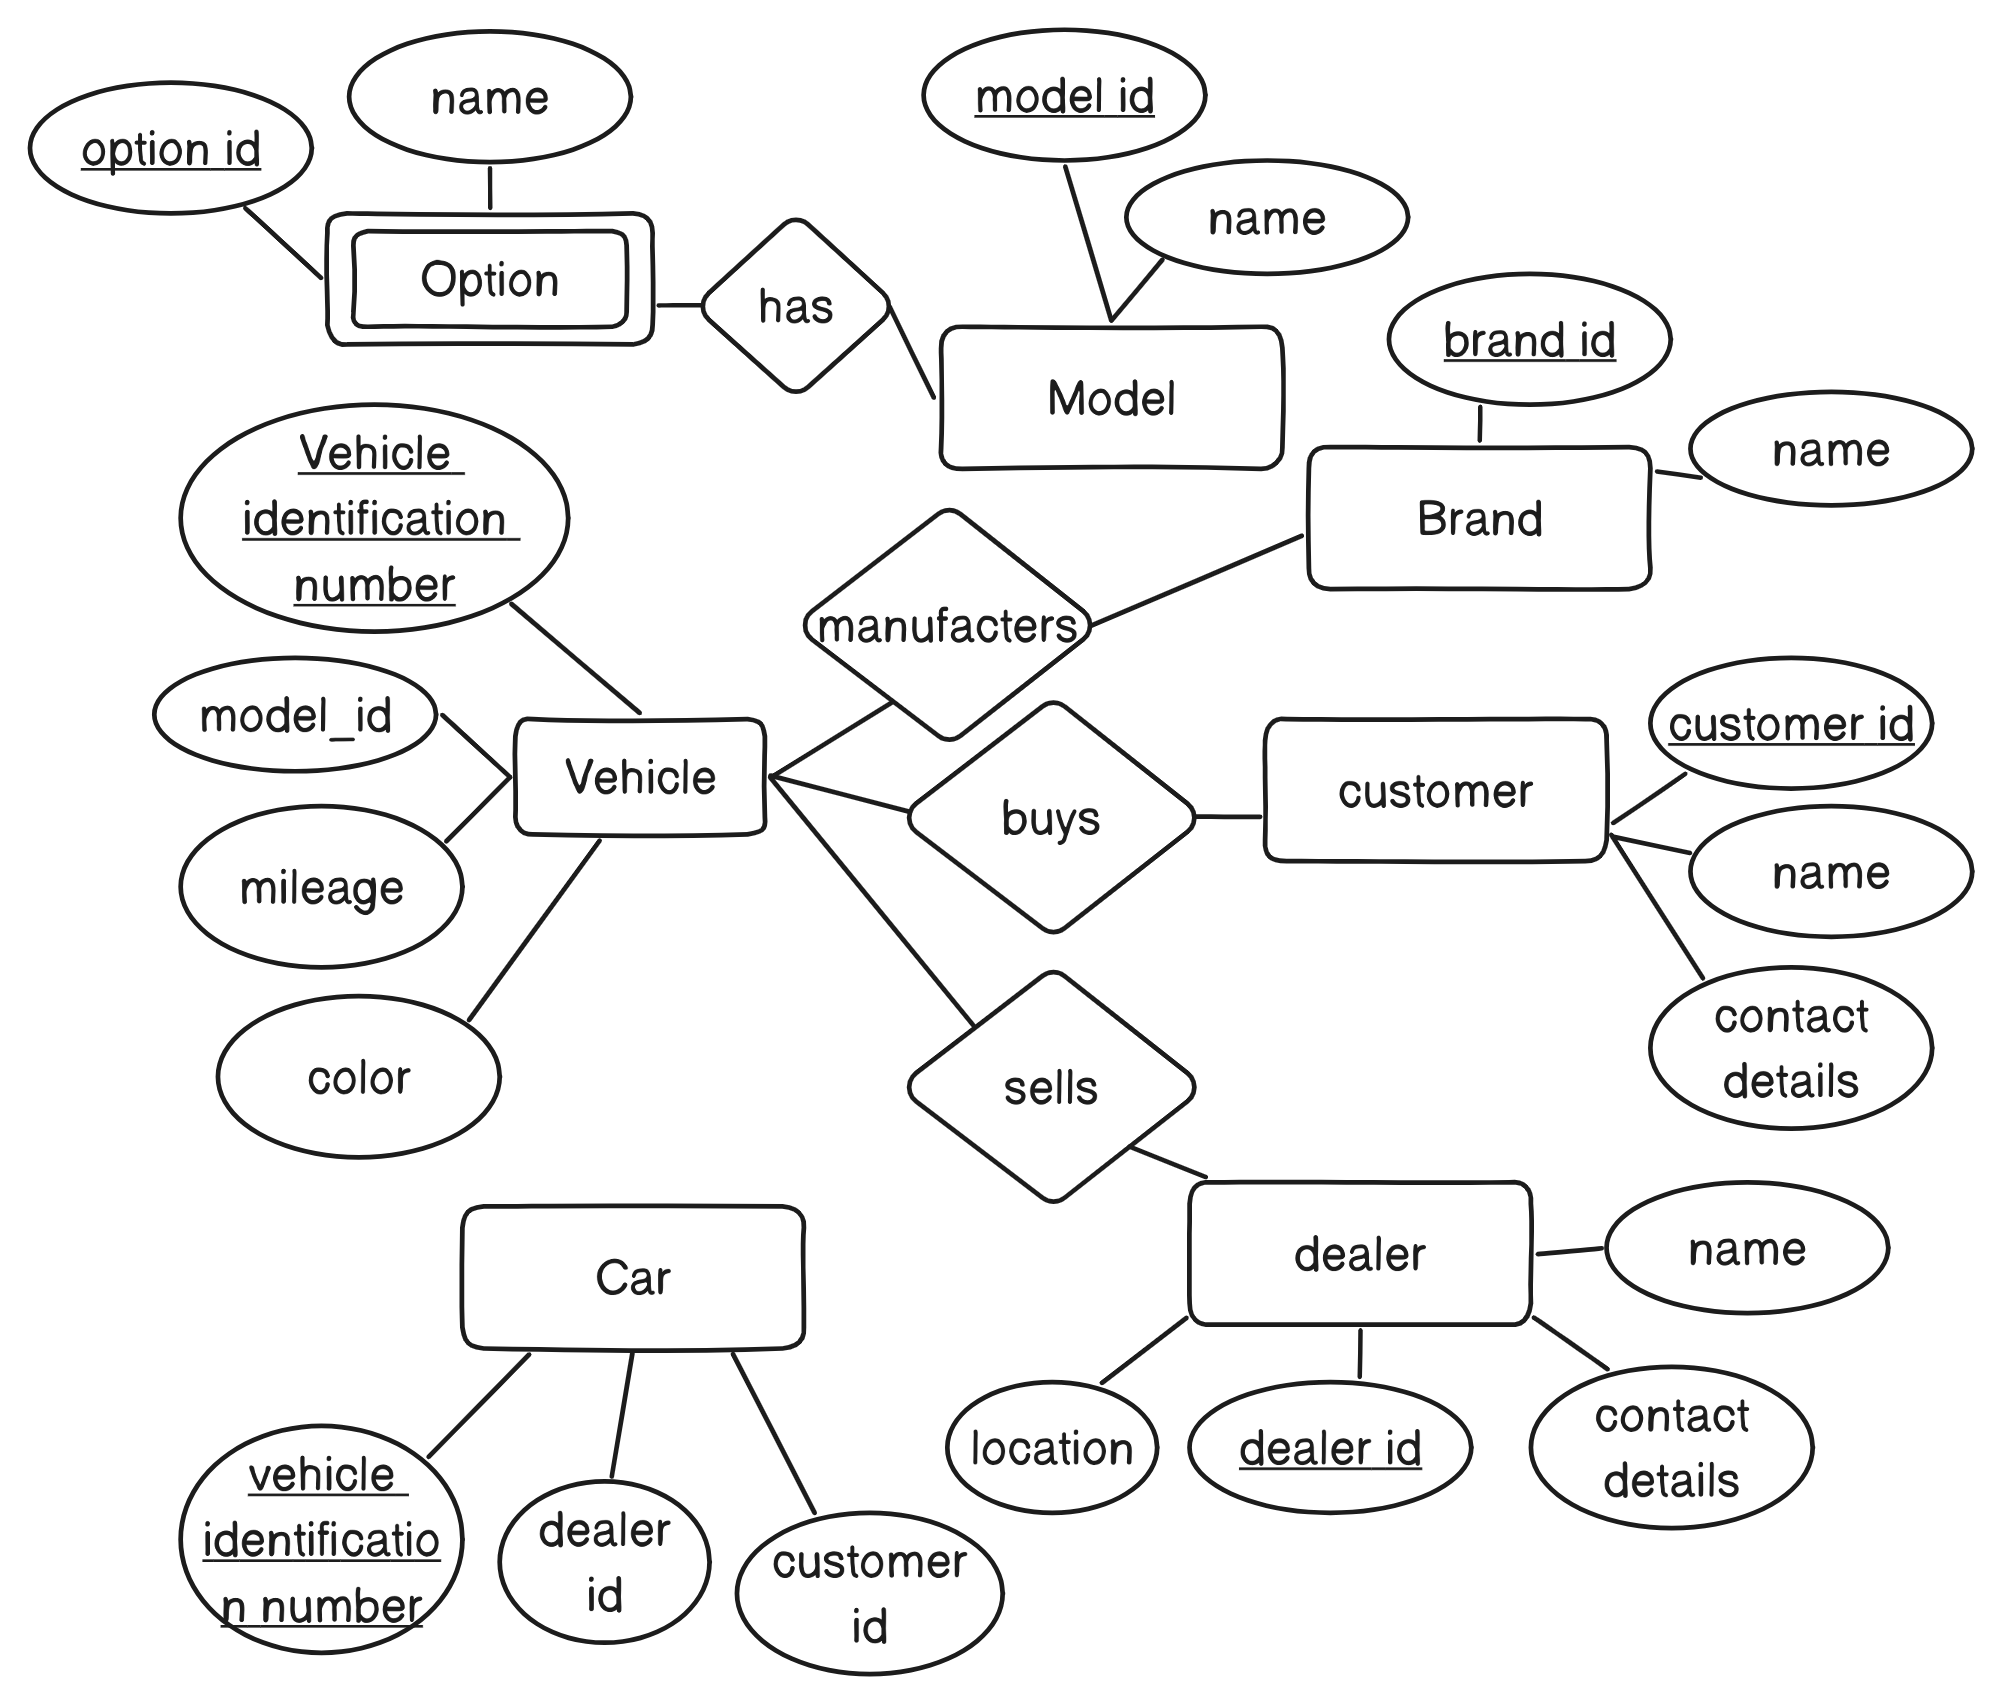 name
model id
option id
name
Option
has
brand id
Model
Vehicle
identification
number
name
Brand
manufacters
model_id
customer id
Vehicle
customer
buys
name
mileage
contact
details
color
sells
name
dealer
Car
contact
details
location
dealer id
vehicle
identificatio
n number
dealer
id
customer
id